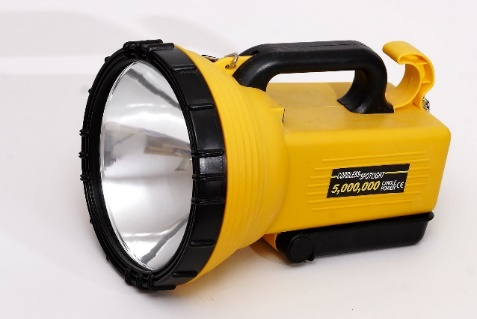 CORDLESS SPOTLIGHT
5,000,000 CANDLE POWER CE